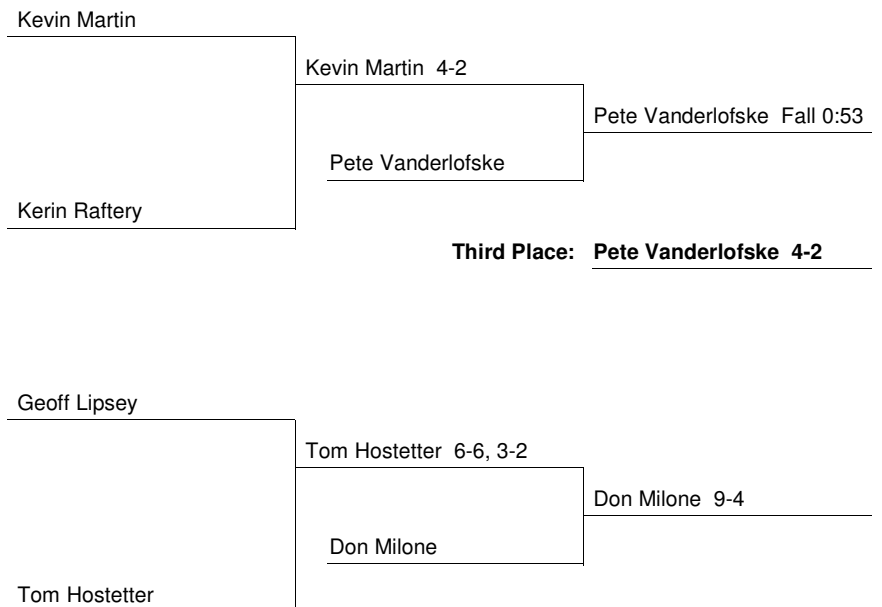 Kevin Martin
Kevin Martin 4-2
Pete Vanderlofske Fall 0:53
Pete Vanderlofske
Kerin Raftery
Third Place: Pete Vanderlofske 4-2
Geoff Lipsey
Tom Hostetter 6-6, 3-2
Don Milone 9-4
Don Milone
Tom Hostetter